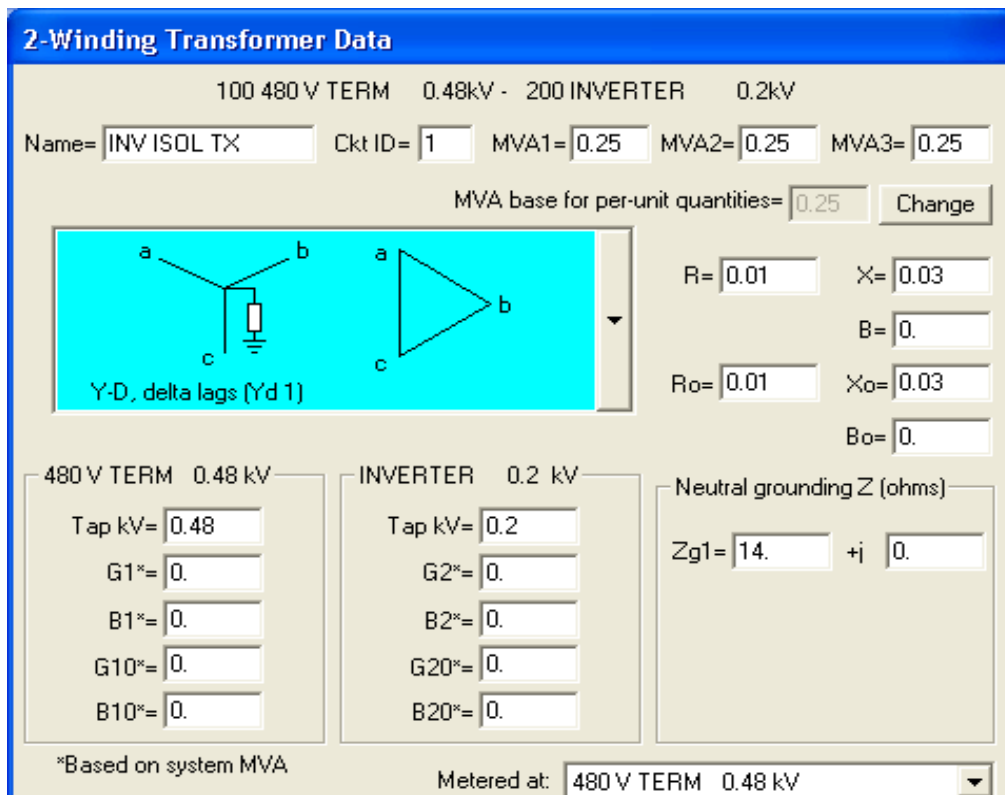 2-Winding Transformer Data
100 480 V TERM 0.48kV - 200 INVERTER 0.2kV
Name= INV ISOL TX Ckt ID= 1 MVA1= 0.25 MVA2= 0.25 MVA3= 0.25
MVA base for per-unit quantities= 0.25 Change
a b c a b c
Y-D, delta lags (Yd 1)
R= 0.01 X= 0.03
B= 0.
Ro= 0.01 Xo= 0.03
Bo= 0.
480 V TERM 0.48 kV
Tap kV= 0.48
G1*= 0.
B1*= 0.
G10*= 0.
B10*= 0.
INVERTER 0.2 kV
Tap kV= 0.2
G2*= 0.
B2*= 0.
G20*= 0.
B20*= 0.
Neutral grounding Z (ohms)
Zg1= 14. +j 0.
*Based on system MVA
Metered at: 480 V TERM 0.48 kV